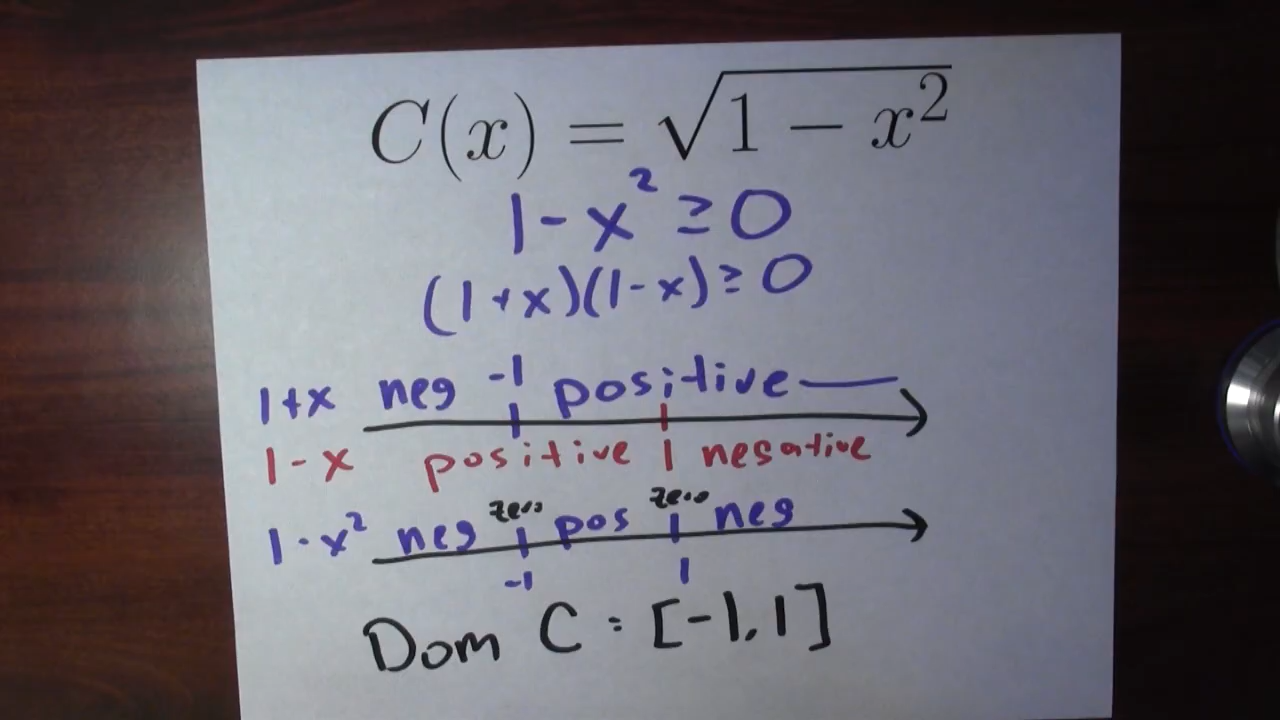 C(x) = √(1 − x²)
1 - x² ≥ 0
(1+x)(1-x) ≥ 0
1+x neg -1 positive
1-x positive 1 negative
zero zero
1-x² neg pos neg
-1 1
Dom C = [-1, 1]